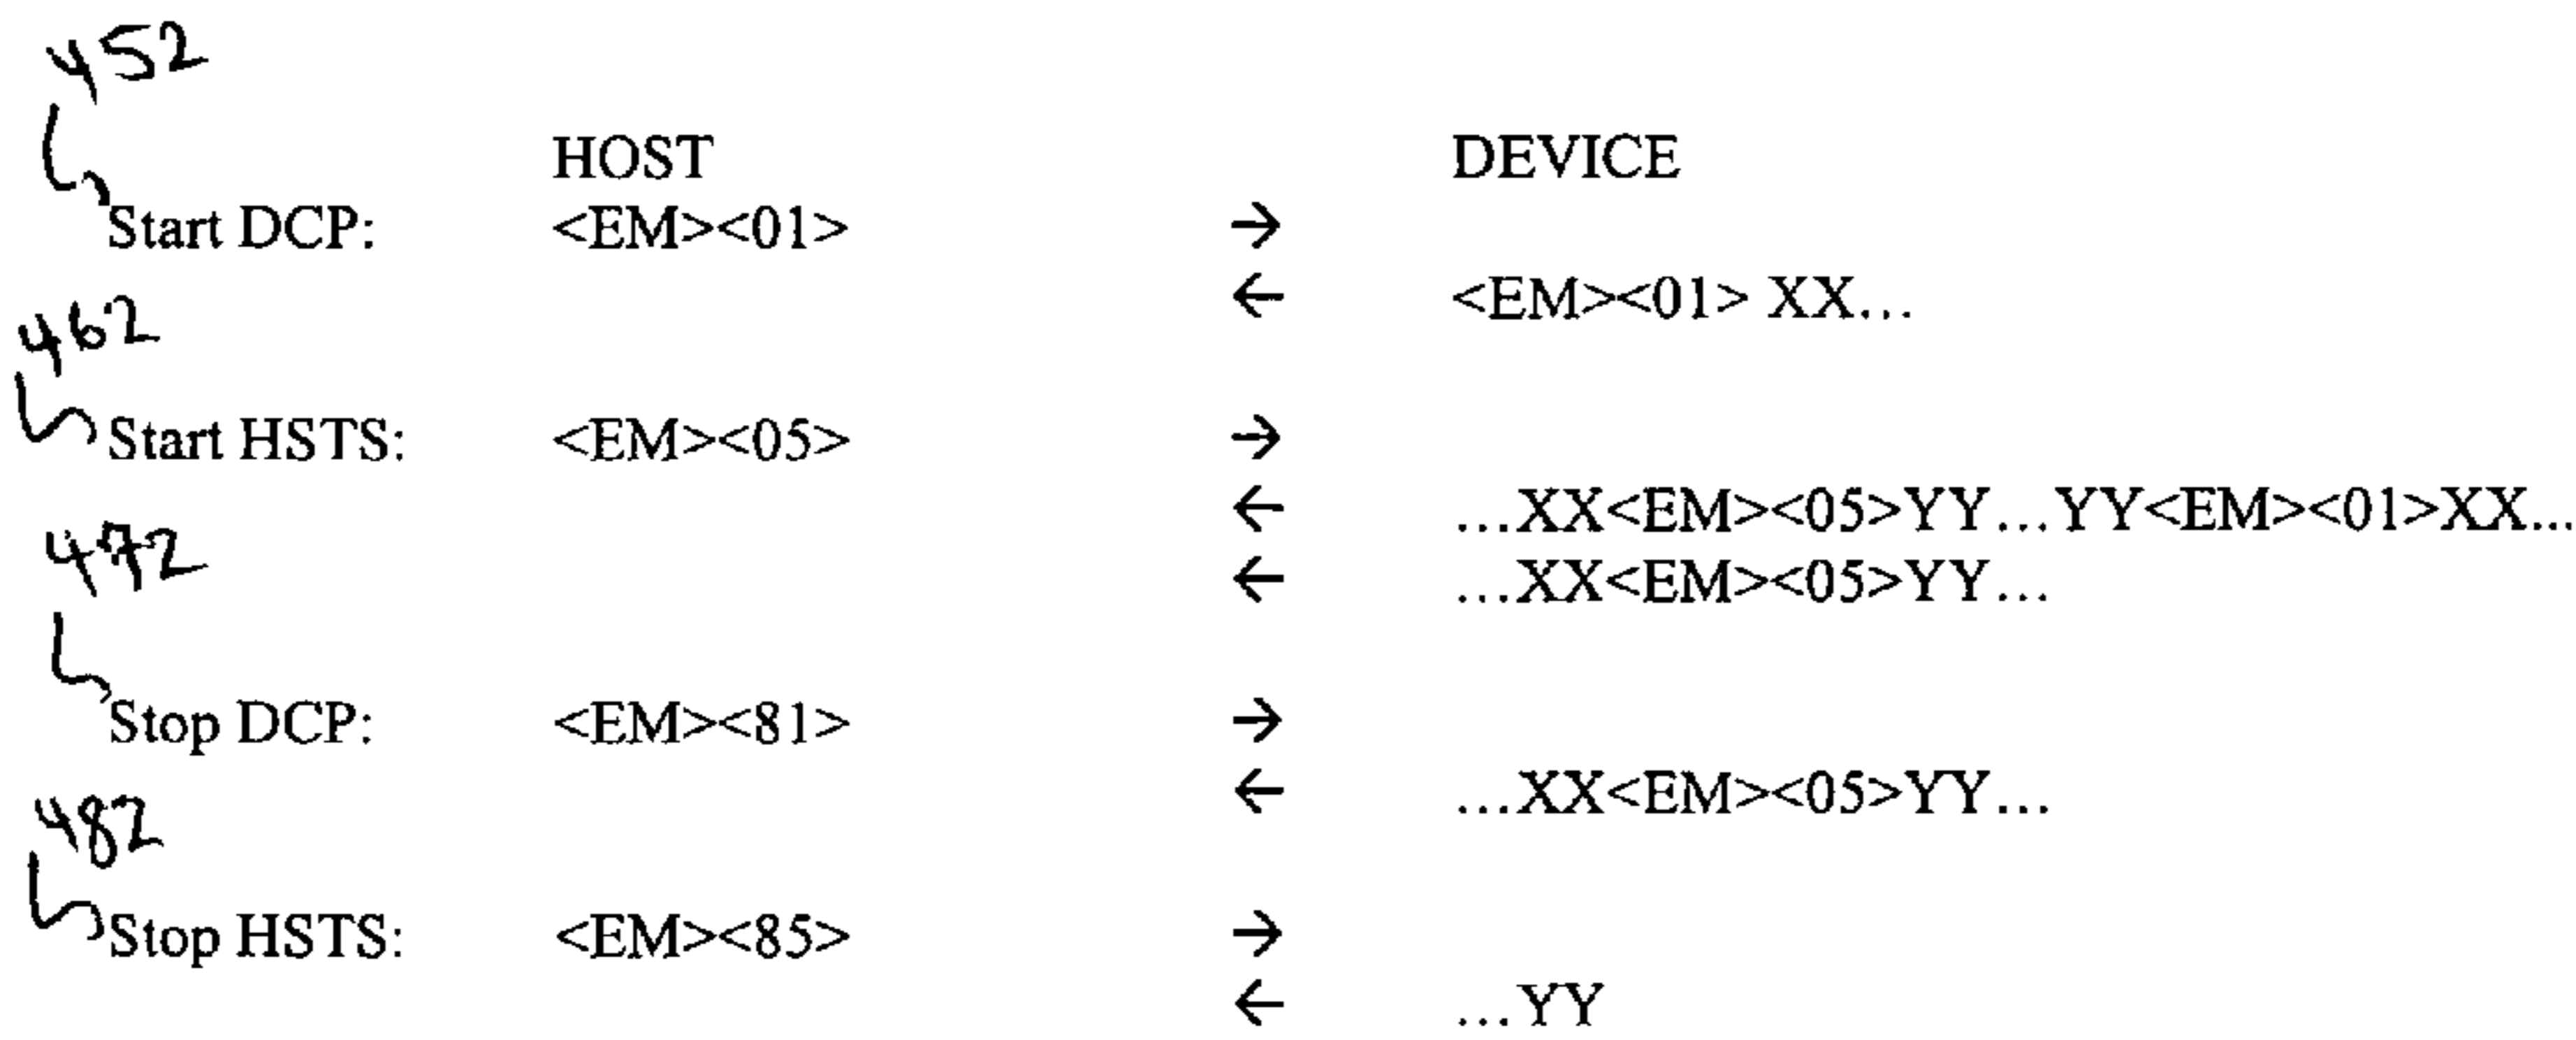 452
HOST DEVICE
Start DCP: <EM><01> →
← <EM><01> XX...
462
Start HSTS: <EM><05> →
← ...XX<EM><05>YY...YY<EM><01>XX...
← ...XX<EM><05>YY...
472
Stop DCP: <EM><81> →
← ...XX<EM><05>YY...
482
Stop HSTS: <EM><85> →
← ...YY